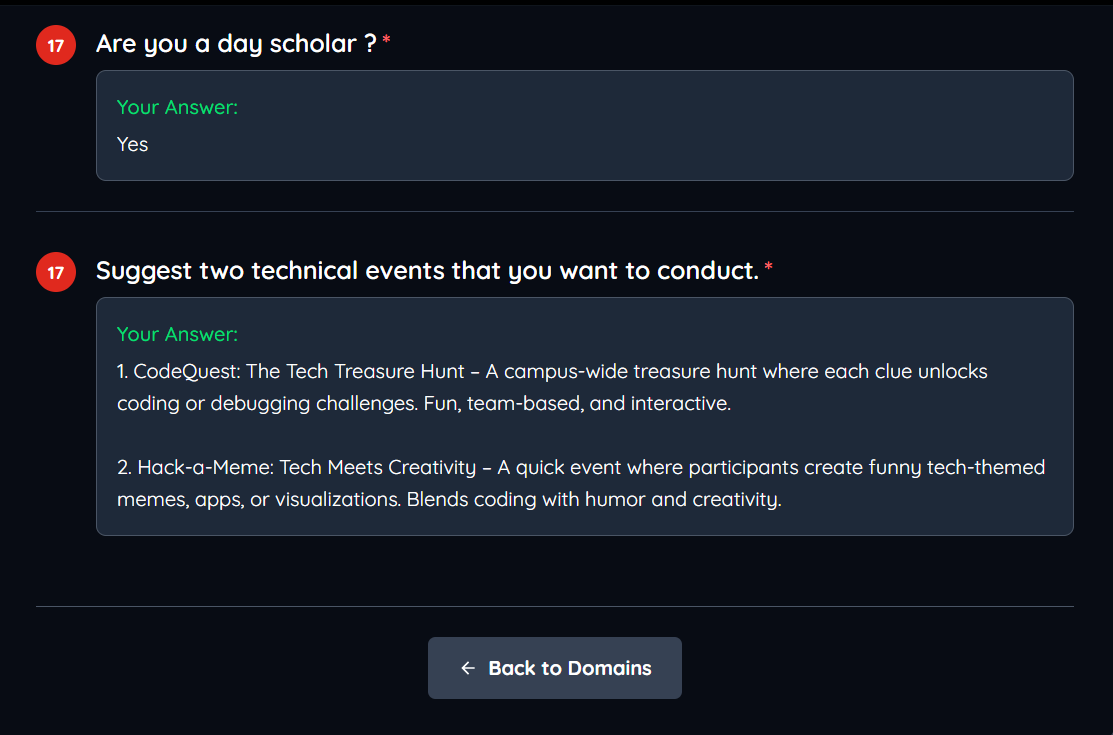 17 Are you a day scholar ? *
Your Answer:
Yes
17 Suggest two technical events that you want to conduct. *
Your Answer:
1. CodeQuest: The Tech Treasure Hunt – A campus-wide treasure hunt where each clue unlocks
coding or debugging challenges. Fun, team-based, and interactive.
2. Hack-a-Meme: Tech Meets Creativity – A quick event where participants create funny tech-themed
memes, apps, or visualizations. Blends coding with humor and creativity.
← Back to Domains